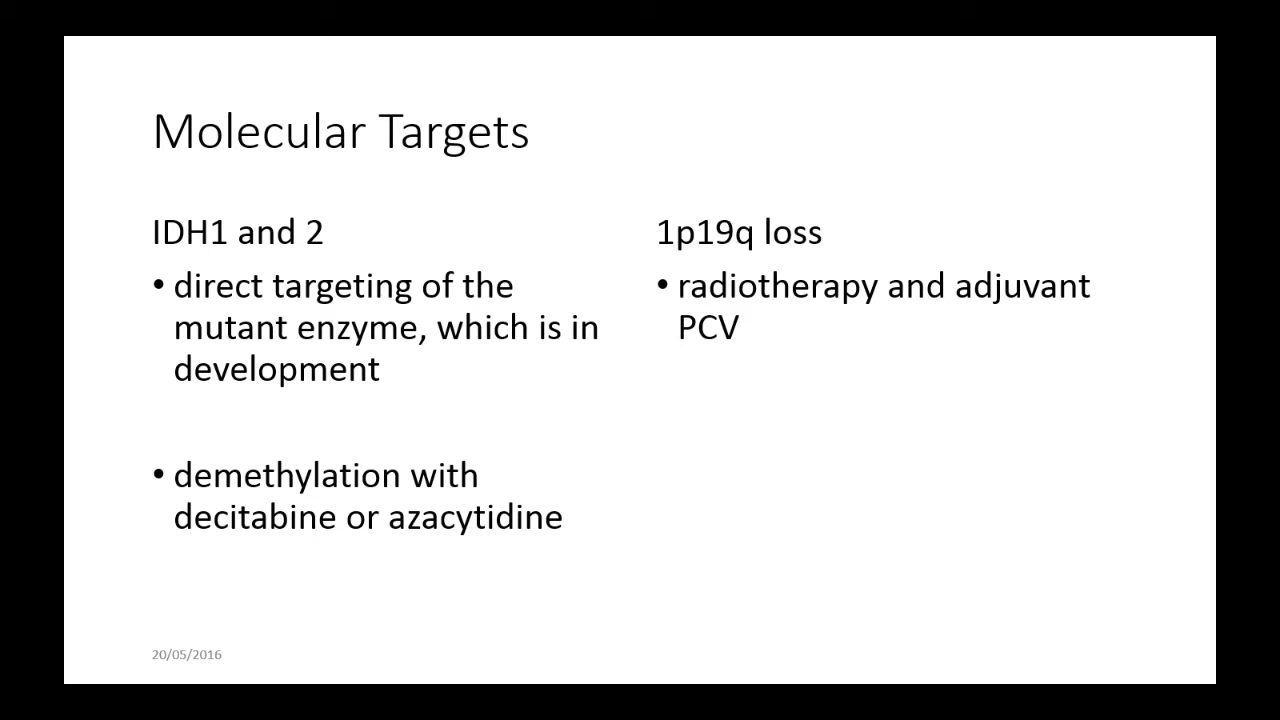 Molecular Targets
IDH1 and 2
• direct targeting of the
mutant enzyme, which is in
development
• demethylation with
decitabine or azacytidine
1p19q loss
• radiotherapy and adjuvant
PCV
20/05/2016